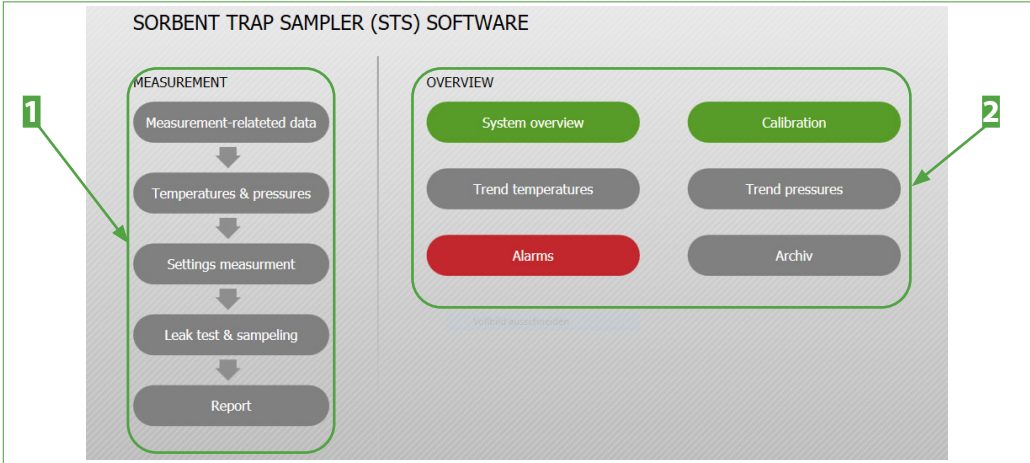 SORBENT TRAP SAMPLER (STS) SOFTWARE
MEASUREMENT
1
Measurement-relateted data
Temperatures & pressures
Settings measurment
Leak test & sampeling
Report
OVERVIEW
2
System overview
Calibration
Trend temperatures
Trend pressures
Alarms
Archiv